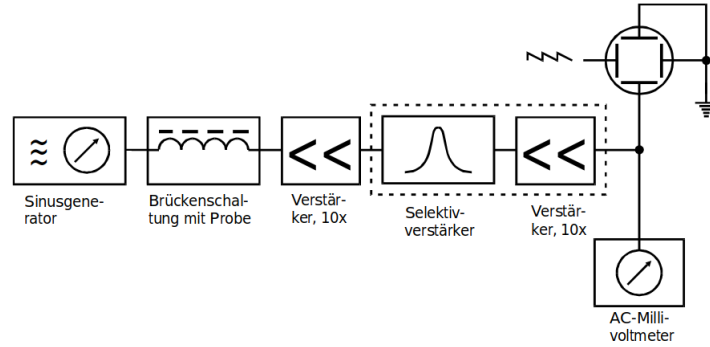 Sinusgene-
rator
Brückenschal-
tung mit Probe
Verstär-
ker, 10x
Selektiv-
verstärker
Verstär-
ker, 10x
AC-Milli-
voltmeter